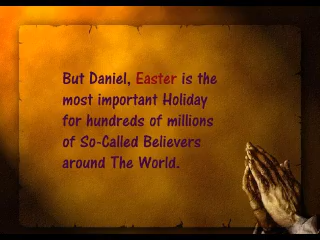 But Daniel, Easter is the
most important Holiday
for hundreds of millions
of So-Called Believers
around The World.